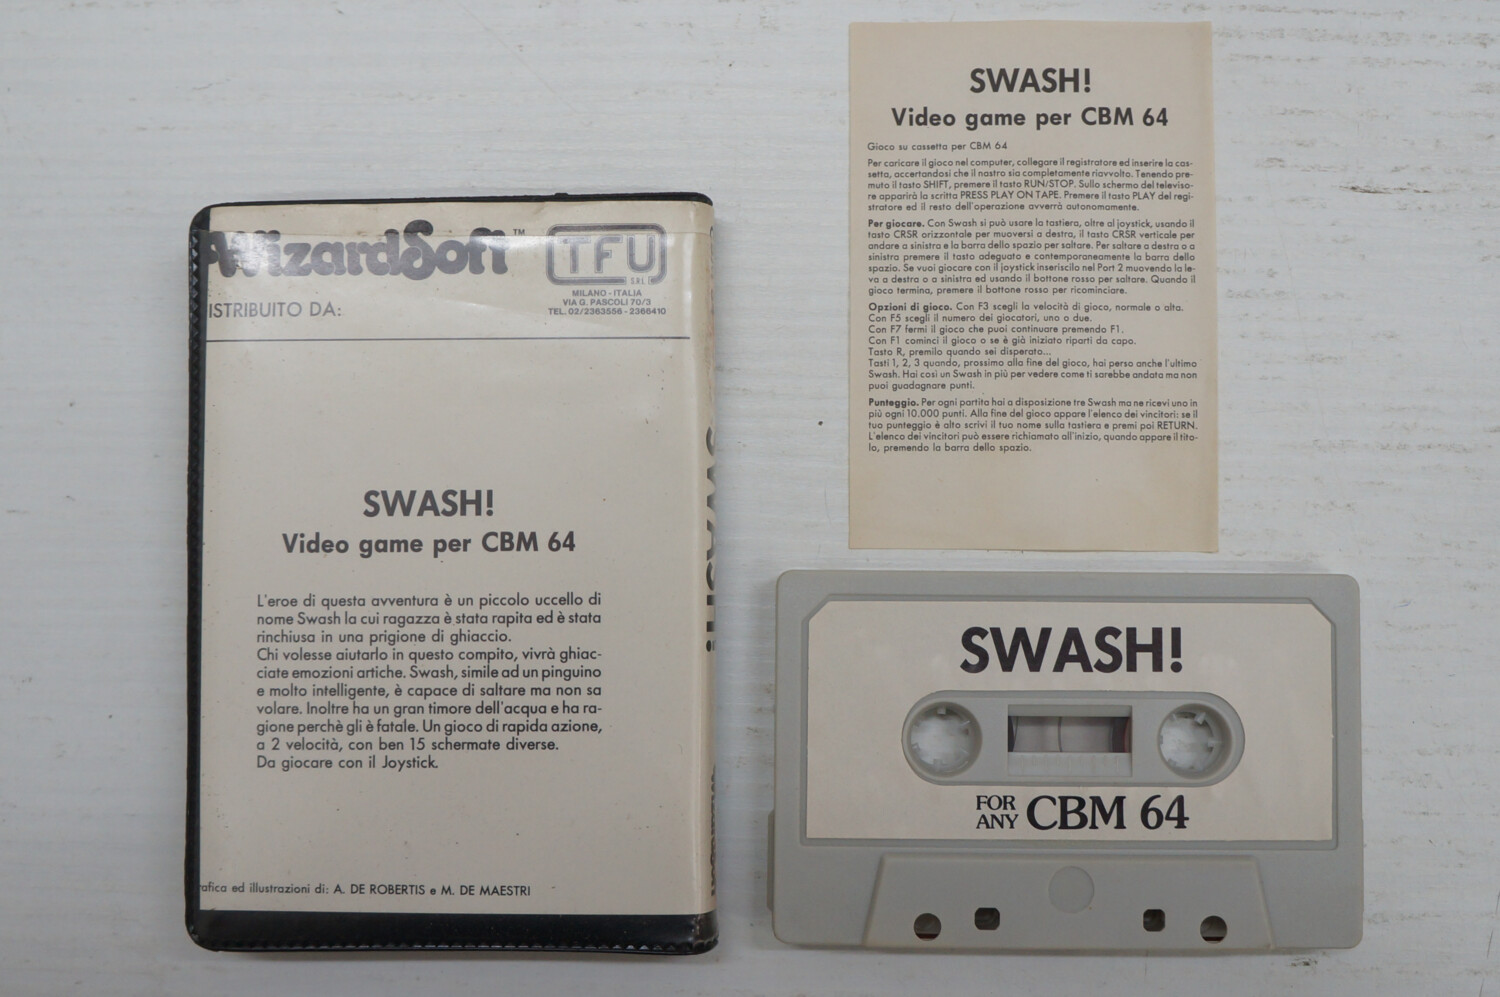 WizardSoft™
TFU
S.R.L.
MILANO - ITALIA
VIA G. PASCOLI 70/3
TEL. 02/2363556 - 2366410
ISTRIBUITO DA:
SWASH!
Video game per CBM 64
L'eroe di questa avventura è un piccolo uccello di
nome Swash la cui ragazza è stata rapita ed è stata
rinchiusa in una prigione di ghiaccio.
Chi volesse aiutarlo in questo compito, vivrà ghiac-
ciate emozioni artiche. Swash, simile ad un pinguino
e molto intelligente, è capace di saltare ma non sa
volare. Inoltre ha un gran timore dell'acqua e ha ra-
gione perchè gli è fatale. Un gioco di rapida azione,
a 2 velocità, con ben 15 schermate diverse.
Da giocare con il Joystick.
rafica ed illustrazioni di: A. DE ROBERTIS e M. DE MAESTRI
SWASH!
SWASH!
Video game per CBM 64
Gioco su cassetta per CBM 64
Per caricare il gioco nel computer, collegare il registratore ed inserire la cas-
setta, accertandosi che il nastro sia completamente riavvolto. Tenendo pre-
muto il tasto SHIFT, premere il tasto RUN/STOP. Sullo schermo del televiso-
re apparirà la scritta PRESS PLAY ON TAPE. Premere il tasto PLAY del regi-
stratore ed il resto dell'operazione avverrà autonomamente.
Per giocare. Con Swash si può usare la tastiera, oltre al joystick, usando il
tasto CRSR orizzontale per muoversi a destra, il tasto CRSR verticale per
andare a sinistra e la barra dello spazio per saltare. Per saltare a destra o a
sinistra premere il tasto adeguato e contemporaneamente la barra dello
spazio. Se vuoi giocare con il joystick inseriscilo nel Port 2 muovendo la le-
va a destra o a sinistra ed usando il bottone rosso per saltare. Quando il
gioco termina, premere il bottone rosso per ricominciare.
Opzioni di gioco. Con F3 scegli la velocità di gioco, normale o alta.
Con F5 scegli il numero dei giocatori, uno o due.
Con F7 fermi il gioco che puoi continuare premendo F1.
Con F1 cominci il gioco o se è già iniziato riparti da capo.
Tasto R, premilo quando sei disperato...
Tasti 1, 2, 3 quando, prossimo alla fine del gioco, hai perso anche l'ultimo
Swash. Hai così un Swash in più per vedere come ti sarebbe andata ma non
puoi guadagnare punti.
Punteggio. Per ogni partita hai a disposizione tre Swash ma ne ricevi uno in
più ogni 10.000 punti. Alla fine del gioco appare l'elenco dei vincitori: se il
tuo punteggio è alto scrivi il tuo nome sulla tastiera e premi poi RETURN.
L'elenco dei vincitori può essere richiamato all'inizio, quando appare il tito-
lo, premendo la barra dello spazio.
SWASH!
FOR
ANY CBM 64